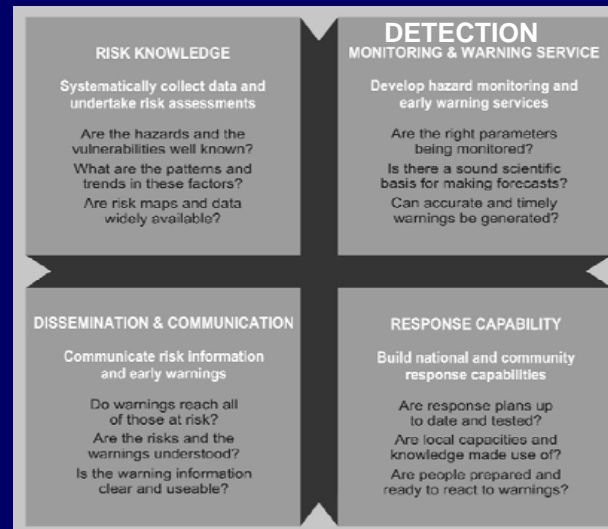 RISK KNOWLEDGE
Systematically collect data and
undertake risk assessments
Are the hazards and the
vulnerabilities well known?
What are the patterns and
trends in these factors?
Are risk maps and data
widely available?
DETECTION
MONITORING & WARNING SERVICE
Develop hazard monitoring and
early warning services
Are the right parameters
being monitored?
Is there a sound scientific
basis for making forecasts?
Can accurate and timely
warnings be generated?
DISSEMINATION & COMMUNICATION
Communicate risk information
and early warnings
Do warnings reach all
of those at risk?
Are the risks and the
warnings understood?
Is the warning information
clear and useable?
RESPONSE CAPABILITY
Build national and community
response capabilities
Are response plans up
to date and tested?
Are local capacities and
knowledge made use of?
Are people prepared and
ready to react to warnings?